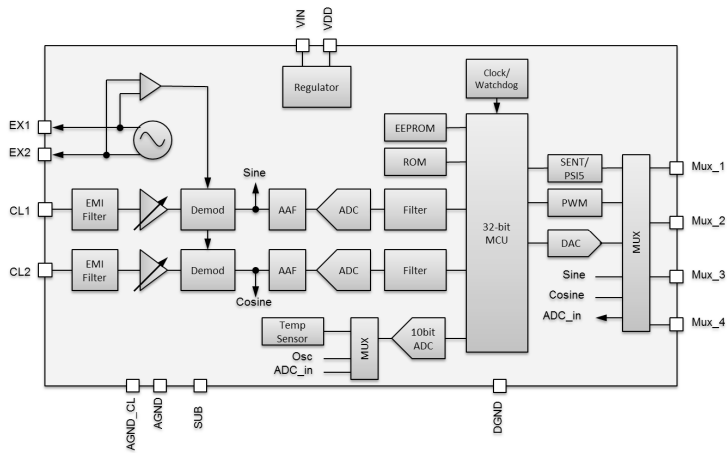 VIN
VDD
Regulator
Clock/
Watchdog
EX1
EX2
EEPROM
ROM
Sine
SENT/
PSI5
Mux_1
CL1
EMI
Filter
Demod
AAF
ADC
Filter
32-bit
MCU
PWM
Mux_2
DAC
MUX
CL2
EMI
Filter
Demod
AAF
ADC
Filter
Sine
Mux_3
Cosine
Cosine
ADC_in
Mux_4
Temp
Sensor
MUX
10bit
ADC
Osc
ADC_in
AGND_CL
AGND
SUB
DGND